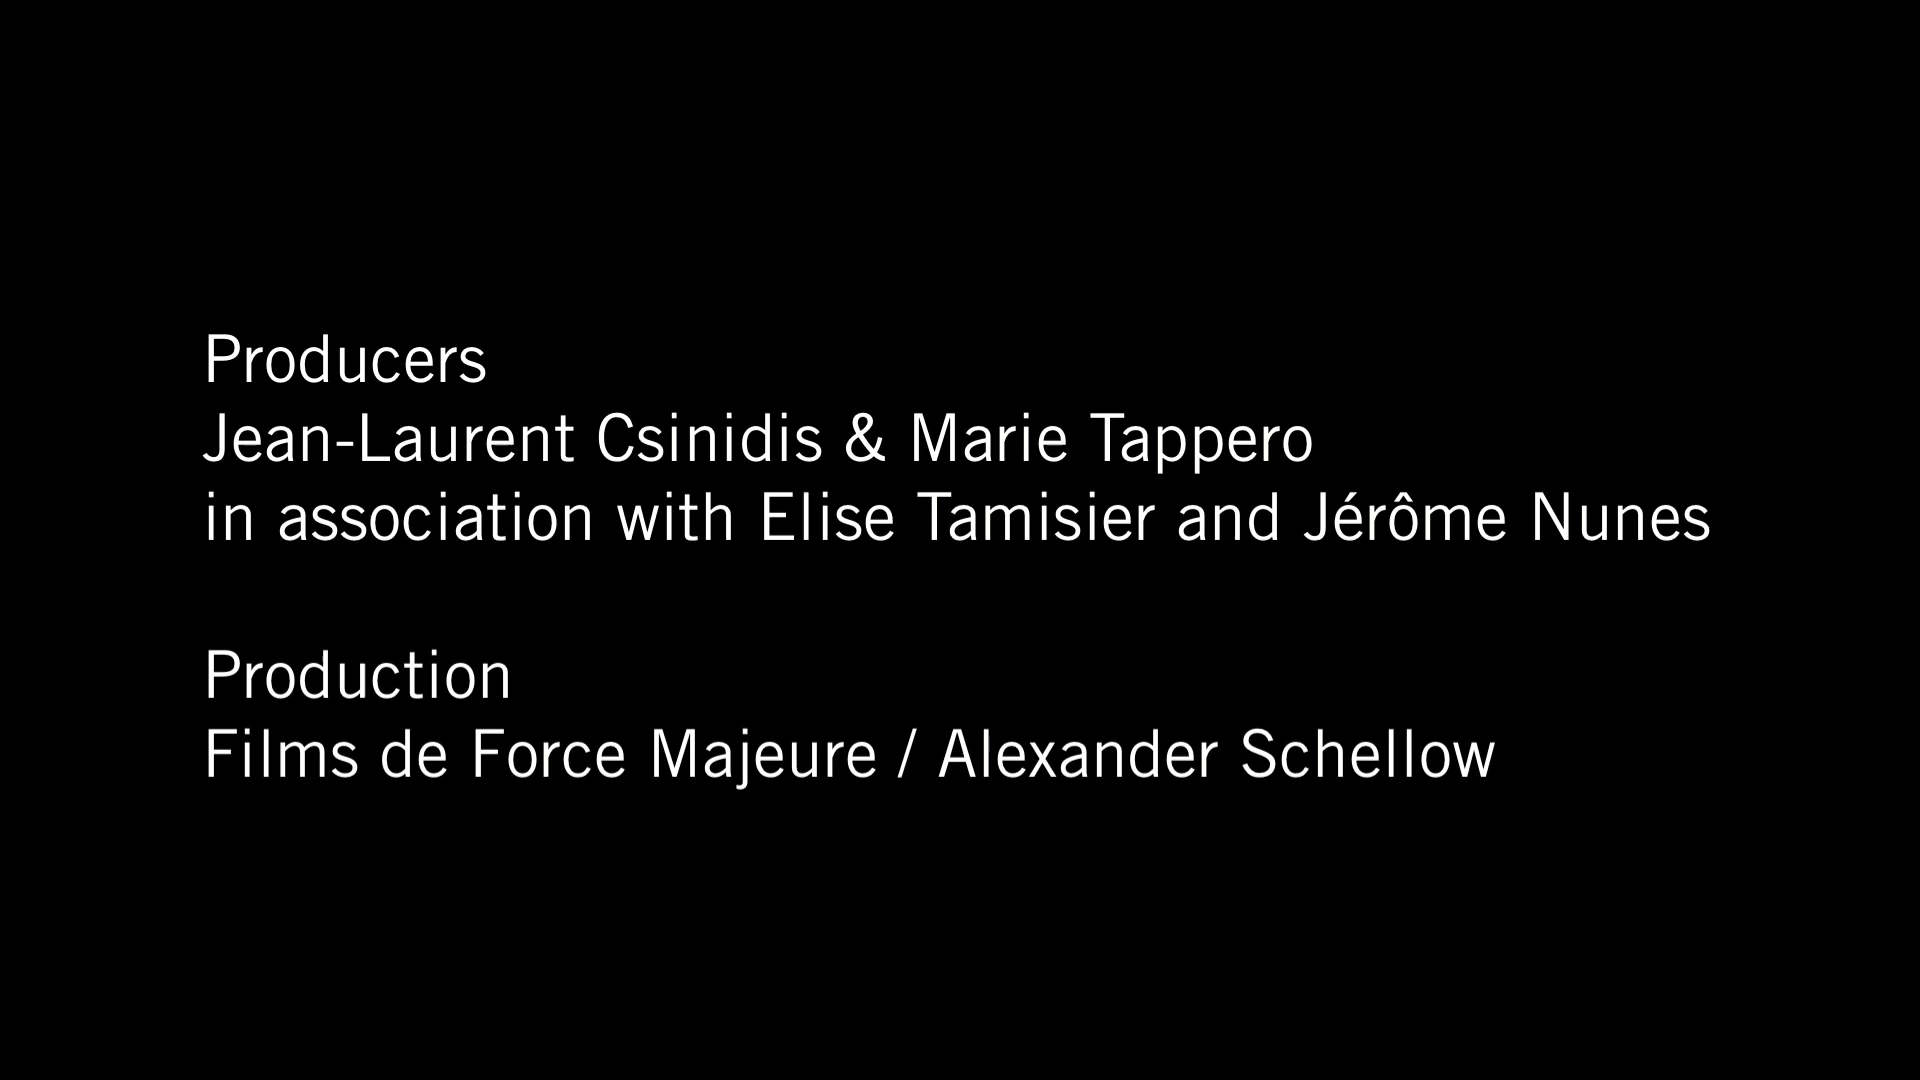 Producers
Jean-Laurent Csinidis & Marie Tappero
in association with Elise Tamisier and Jérôme Nunes
Production
Films de Force Majeure / Alexander Schellow